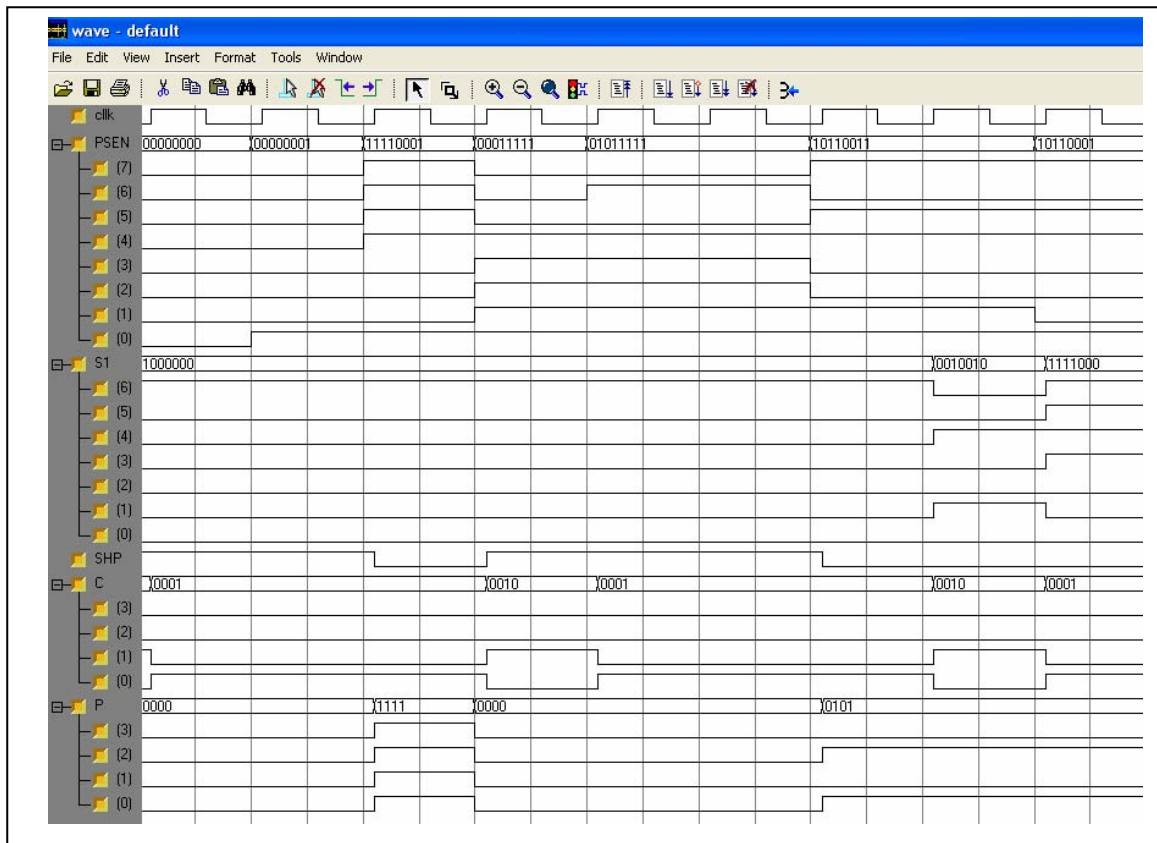 wave - default
File Edit View Insert Format Tools Window
cllk
PSEN 00000000 00000001 11110001 00011111 01011111 10110011 10110001
(7)
(6)
(5)
(4)
(3)
(2)
(1)
(0)
S1 1000000 0010010 1111000
(6)
(5)
(4)
(3)
(2)
(1)
(0)
SHP
C 0001 0010 0001 0010 0001
(3)
(2)
(1)
(0)
P 0000 1111 0000 0101
(3)
(2)
(1)
(0)